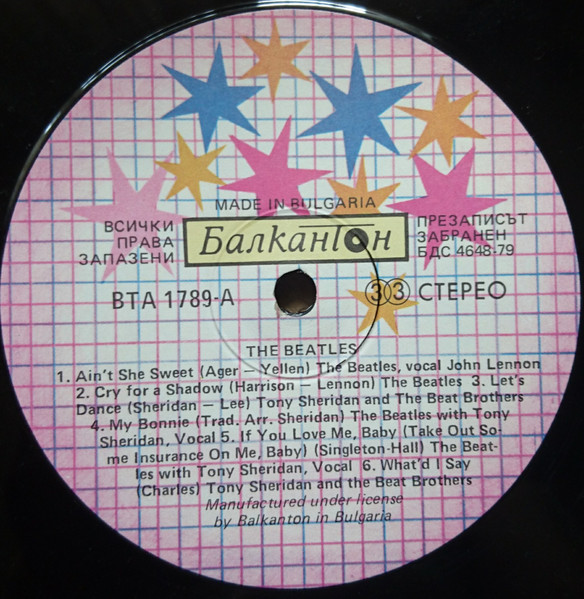 MADE IN BULGARIA
ВСИЧКИ
ПРАВА
ЗАПАЗЕНИ
Балкантон
ПРЕЗАПИСЪТ
ЗАБРАНЕН
БДС 4648-79
ВТА 1789-А
33 СТЕРЕО
THE BEATLES
1. Ain't She Sweet (Ager – Yellen) The Beatles, vocal John Lennon
2. Cry for a Shadow (Harrison – Lennon) The Beatles 3. Let's
Dance (Sheridan – Lee) Tony Sheridan and The Beat Brothers
4. My Bonnie (Trad. Arr. Sheridan) The Beatles with Tony
Sheridan, Vocal 5. If You Love Me, Baby (Take Out So-
me Insurance On Me, Baby) (Singleton-Hall) The Beat-
les with Tony Sheridan, Vocal 6. What'd I Say
(Charles) Tony Sheridan and the Beat Brothers
Manufactured under license
by Balkanton in Bulgaria